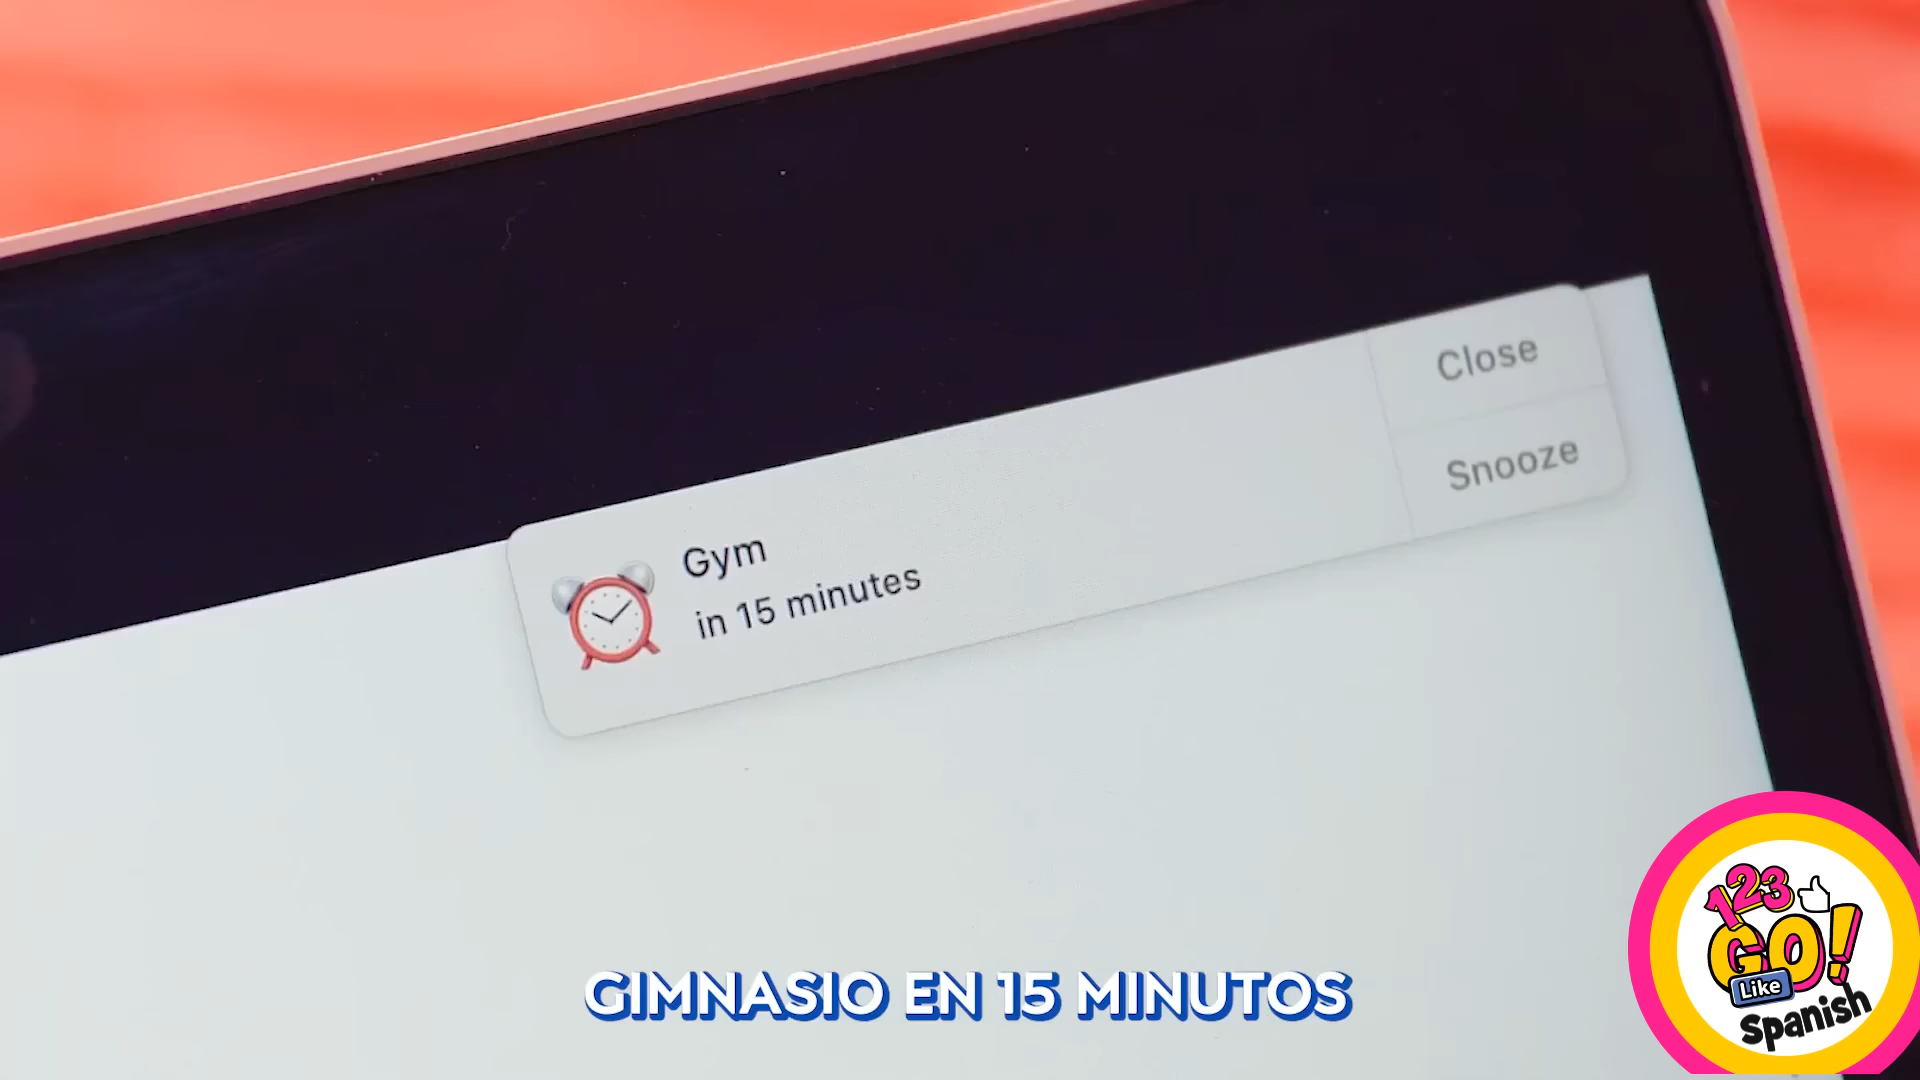 Close
Snooze
Gym
in 15 minutes
GIMNASIO EN 15 MINUTOS
123
GO!
Like
Spanish